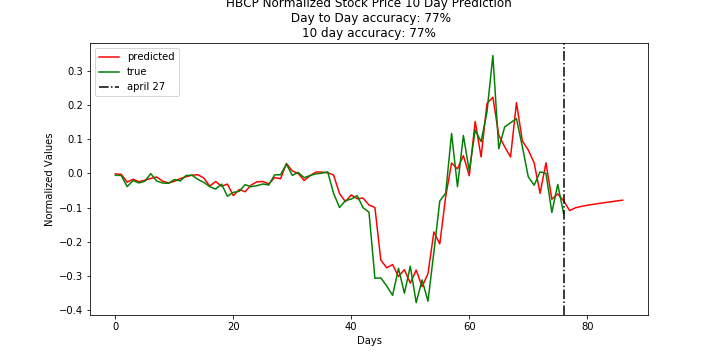 HBCP Normalized Stock Price 10 Day Prediction
Day to Day accuracy: 77%
10 day accuracy: 77%
predicted
true
april 27
Normalized Values
0.3
0.2
0.1
0.0
−0.1
−0.2
−0.3
−0.4
0
20
40
60
80
Days